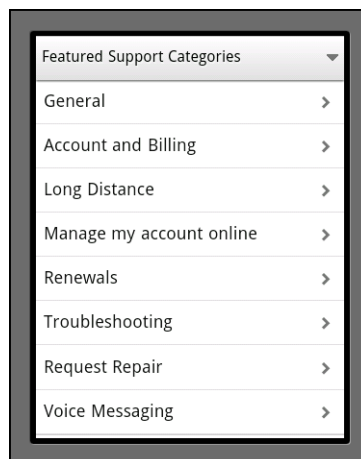 Featured Support Categories
General
Account and Billing
Long Distance
Manage my account online
Renewals
Troubleshooting
Request Repair
Voice Messaging